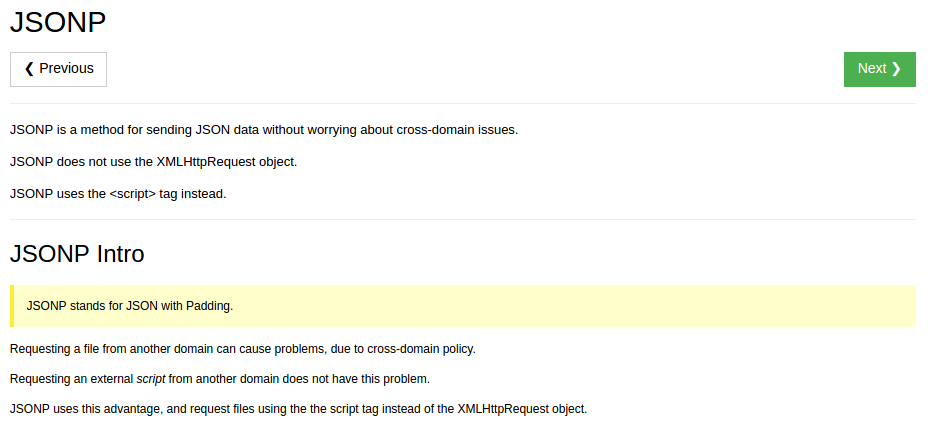 JSONP
❮ Previous
Next ❯
JSONP is a method for sending JSON data without worrying about cross-domain issues.
JSONP does not use the XMLHttpRequest object.
JSONP uses the <script> tag instead.
JSONP Intro
JSONP stands for JSON with Padding.
Requesting a file from another domain can cause problems, due to cross-domain policy.
Requesting an external script from another domain does not have this problem.
JSONP uses this advantage, and request files using the the script tag instead of the XMLHttpRequest object.